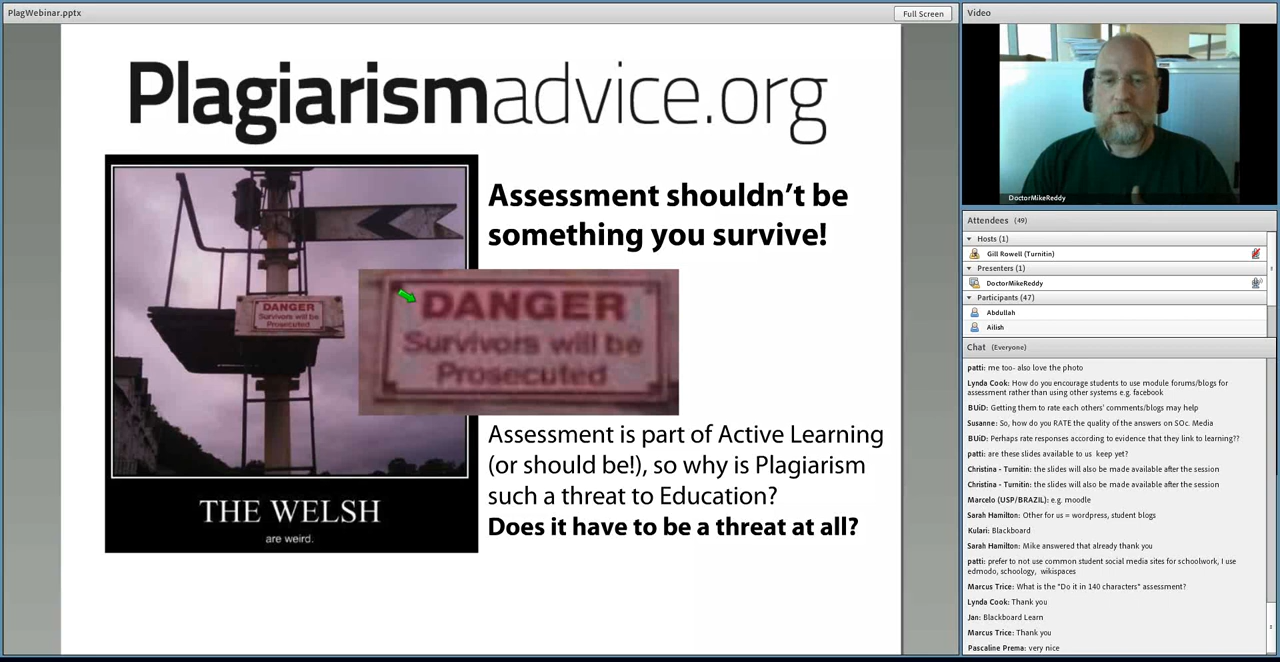 PlagWebinar.pptx
Full Screen
Plagiarismadvice.org
Assessment shouldn't be
something you survive!
DANGER
Survivors will be
Prosecuted
DANGER
Survivors will be
Prosecuted
THE WELSH
are weird.
Assessment is part of Active Learning
(or should be!), so why is Plagiarism
such a threat to Education?
Does it have to be a threat at all?
Video
DoctorMikeReddy
Attendees (49)
Hosts (1)
Gill Rowell (Turnitin)
Presenters (1)
DoctorMikeReddy
Participants (47)
Abdullah
Ailish
Chat (Everyone)
patti: me too- also love the photo
Lynda Cook: How do you encourage students to use module forums/blogs for
assessment rather than using other systems e.g. facebook
BUiD: Getting them to rate each others' comments/blogs may help
Susanne: So, how do you RATE the quality of the answers on SOc. Media
BUiD: Perhaps rate responses according to evidence that they link to learning??
patti: are these slides available to us keep yet?
Christina - Turnitin: the slides will also be made available after the session
Christina - Turnitin: the slides will also be made available after the session
Marcelo (USP/BRAZIL): e.g. moodle
Sarah Hamilton: Other for us = wordpress, student blogs
Kulari: Blackboard
Sarah Hamilton: Mike answered that already thank you
patti: prefer to not use common student social media sites for schoolwork, I use
edmodo, schoology, wikispaces
Marcus Trice: What is the "Do it in 140 characters" assessment?
Lynda Cook: Thank you
Jan: Blackboard Learn
Marcus Trice: Thank you
Pascaline Prema: very nice